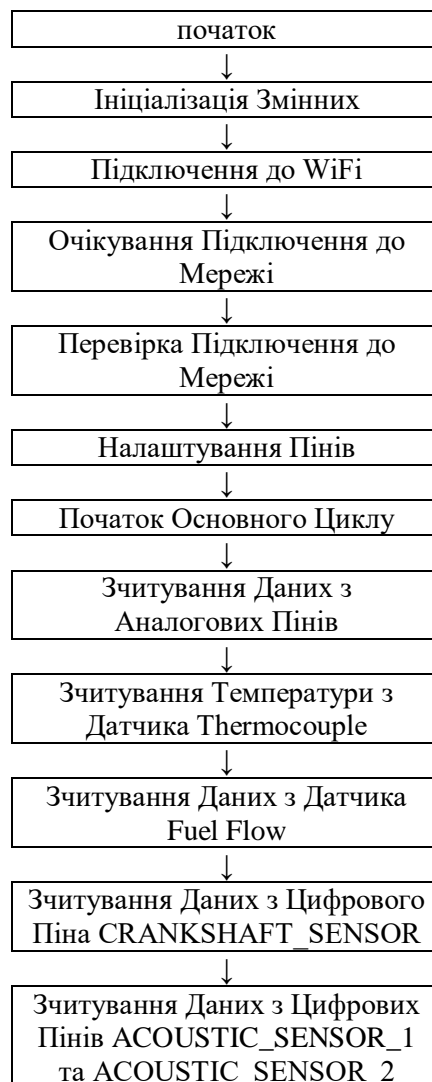 початок
↓
Ініціалізація Змінних
↓
Підключення до WiFi
↓
Очікування Підключення до
Мережі
↓
Перевірка Підключення до
Мережі
↓
Налаштування Пінів
↓
Початок Основного Циклу
↓
Зчитування Даних з
Аналогових Пінів
↓
Зчитування Температури з
Датчика Thermocouple
↓
Зчитування Даних з Датчика
Fuel Flow
↓
Зчитування Даних з Цифрового
Піна CRANKSHAFT_SENSOR
↓
Зчитування Даних з Цифрових
Пінів ACOUSTIC_SENSOR_1
та ACOUSTIC_SENSOR_2